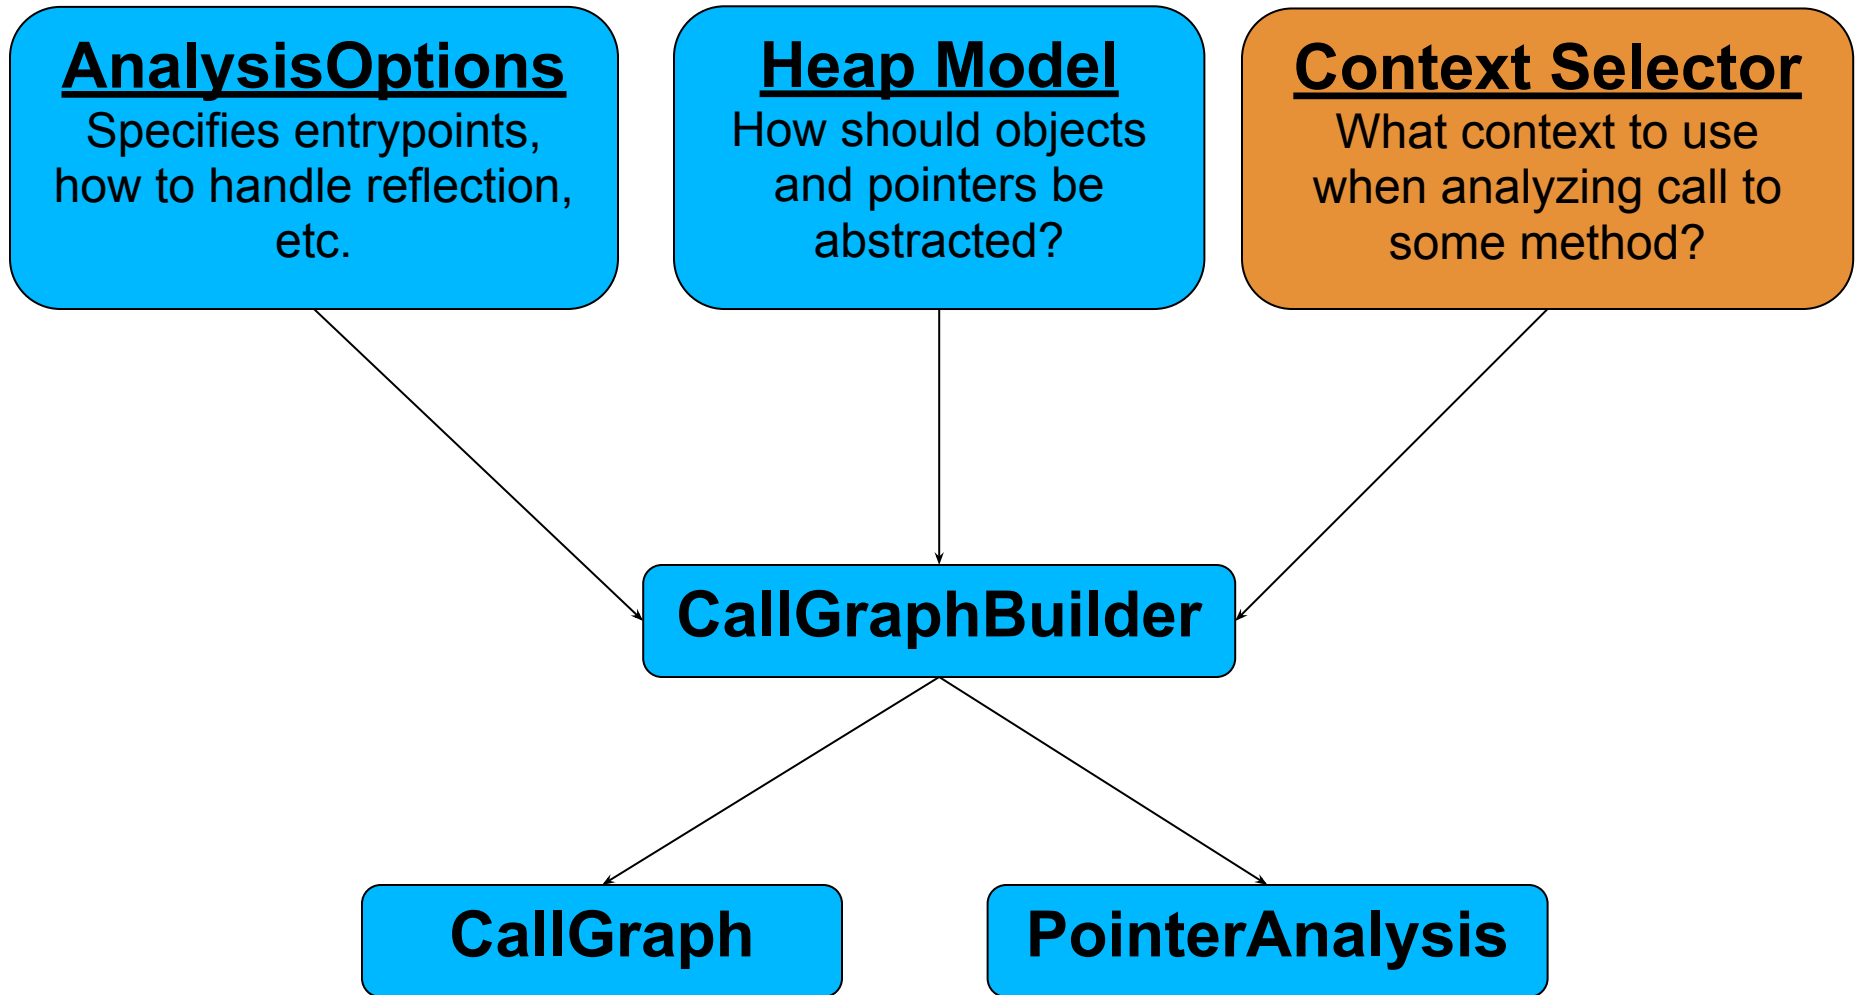 AnalysisOptions
Specifies entrypoints,
how to handle reflection,
etc.
Heap Model
How should objects
and pointers be
abstracted?
Context Selector
What context to use
when analyzing call to
some method?
CallGraphBuilder
CallGraph
PointerAnalysis